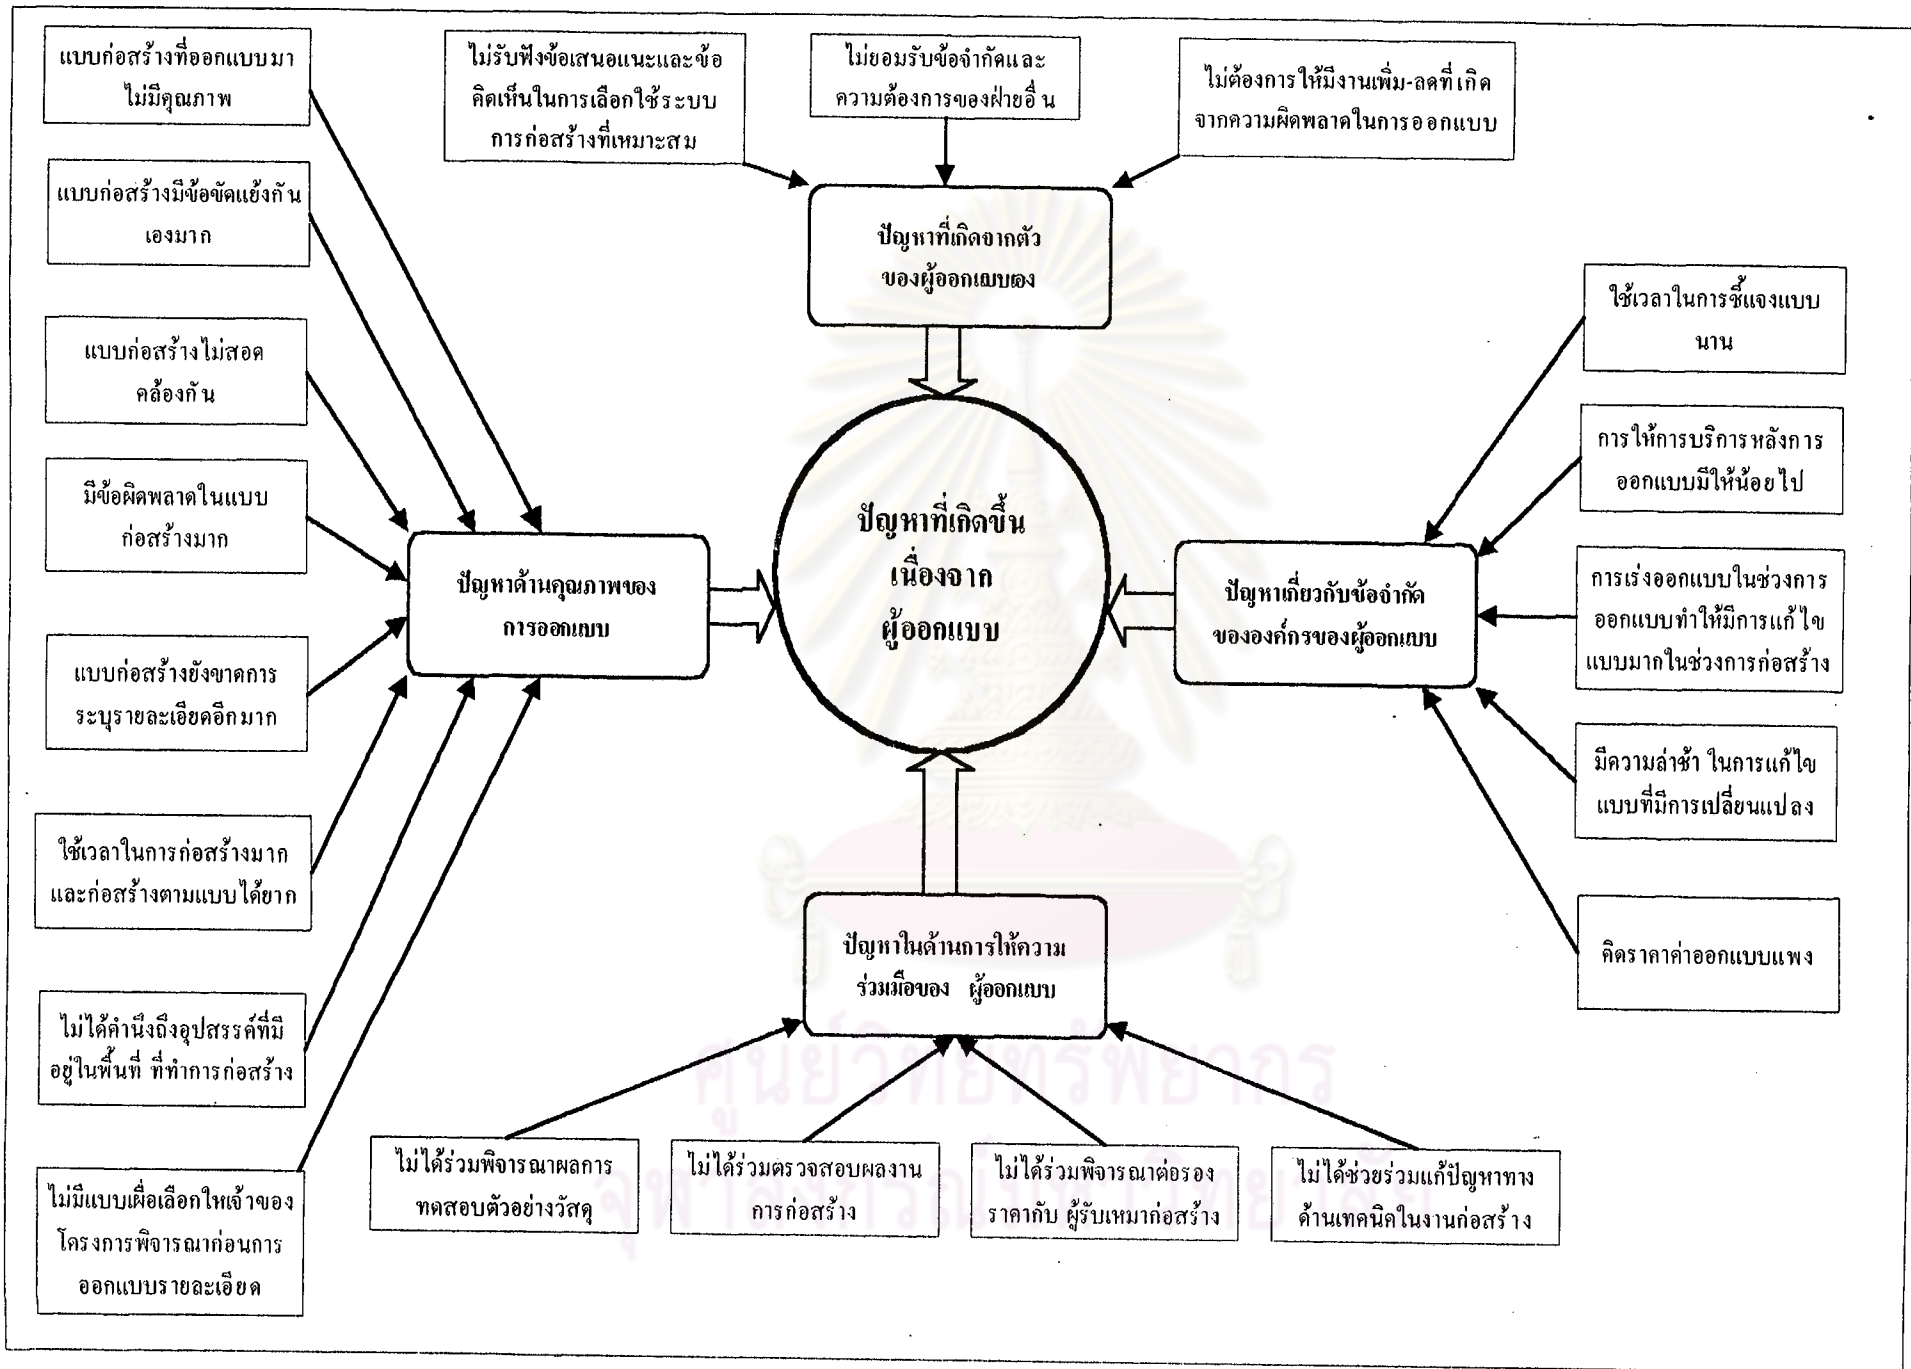 แบบก่อสร้างที่ออกแบบมา
ไม่มีคุณภาพ
ไม่รับฟังข้อเสนอแนะและข้อ
คิดเห็นในการเลือกใช้ระบบ
การก่อสร้างที่เหมาะสม
ไม่ยอมรับข้อจำกัดและ
ความต้องการของฝ่ายอื่น
ไม่ต้องการให้มีงานเพิ่ม-ลดที่เกิด
จากความผิดพลาดในการออกแบบ
แบบก่อสร้างมีข้อขัดแย้งกัน
เองมาก
ปัญหาที่เกิดจากตัว
ของผู้ออกแบบเอง
แบบก่อสร้างไม่สอด
คล้องกัน
มีข้อผิดพลาดในแบบ
ก่อสร้างมาก
แบบก่อสร้างยังขาดการ
ระบุรายละเอียดอีกมาก
ใช้เวลาในการก่อสร้างมาก
และก่อสร้างตามแบบได้ยาก
ไม่ได้คำนึงถึงอุปสรรค์ที่มี
อยู่ในพื้นที่ ที่ทำการก่อสร้าง
ไม่มีแบบเผื่อเลือกให้เจ้าของ
โครงการพิจารณาก่อนการ
ออกแบบรายละเอียด
ปัญหาด้านคุณภาพของ
การออกแบบ
ปัญหาที่เกิดขึ้น
เนื่องจาก
ผู้ออกแบบ
ปัญหาเกี่ยวกับข้อจำกัด
ขององค์กรของผู้ออกแบบ
ใช้เวลาในการชี้แจงแบบ
นาน
การให้การบริการหลังการ
ออกแบบมีให้น้อยไป
การเร่งออกแบบในช่วงการ
ออกแบบทำให้มีการแก้ไข
แบบมากในช่วงการก่อสร้าง
มีความล่าช้า ในการแก้ไข
แบบที่มีการเปลี่ยนแปลง
คิดราคาค่าออกแบบแพง
ปัญหาในด้านการให้ความ
ร่วมมือของ ผู้ออกแบบ
ไม่ได้ร่วมพิจารณาผลการ
ทดสอบตัวอย่างวัสดุ
ไม่ได้ร่วมตรวจสอบผลงาน
การก่อสร้าง
ไม่ได้ร่วมพิจารณาต่อรอง
ราคากับ ผู้รับเหมาก่อสร้าง
ไม่ได้ช่วยร่วมแก้ปัญหาทาง
ด้านเทคนิคในงานก่อสร้าง
ศูนย์วิทยทรัพยากร
จุฬาลงกรณ์มหาวิทยาลัย